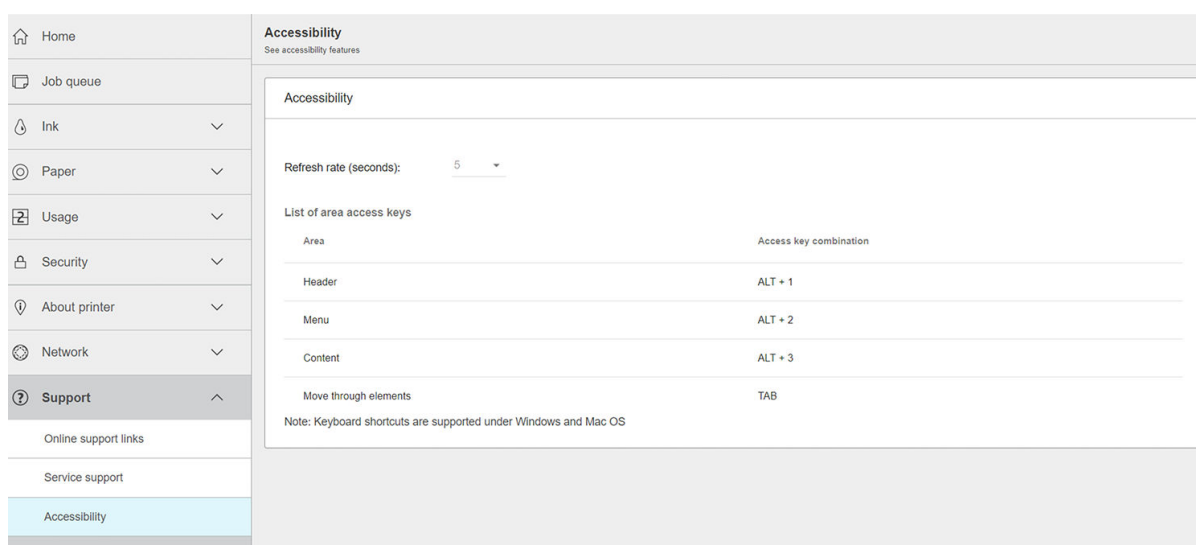 Home
Job queue
Ink
Paper
2 Usage
Security
About printer
Network
? Support
Online support links
Service support
Accessibility
Accessibility
See accessibility features
Accessibility
Refresh rate (seconds): 5
List of area access keys
Area Access key combination
Header ALT + 1
Menu ALT + 2
Content ALT + 3
Move through elements TAB
Note: Keyboard shortcuts are supported under Windows and Mac OS